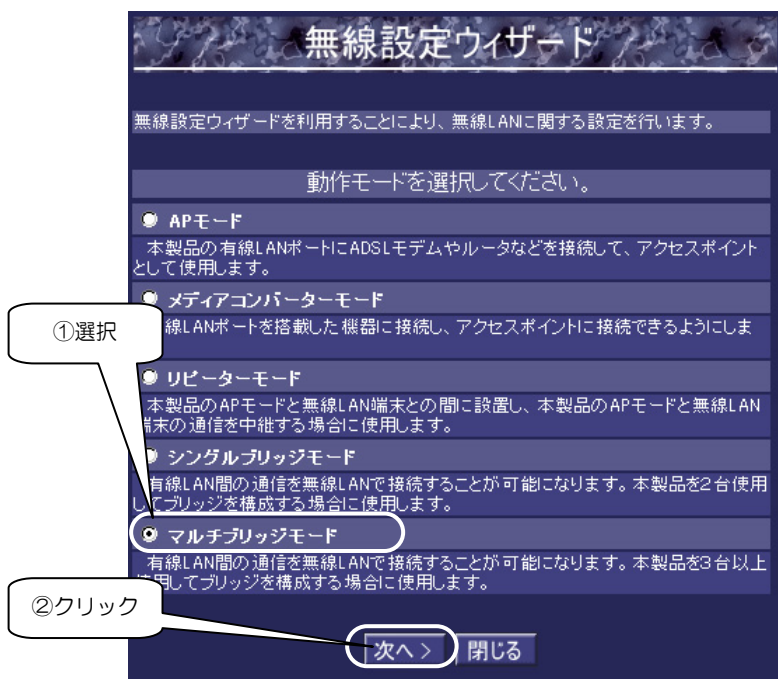 無線設定ウィザード
無線設定ウィザードを利用することにより、無線LANに関する設定を行います。
動作モードを選択してください。
APモード
本製品の有線LANポートにADSLモデムやルータなどを接続して、アクセスポイント
として使用します。
メディアコンバーターモード
線LANポートを搭載した機器に接続し、アクセスポイントに接続できるようにしま
①選択
リピーターモード
本製品のAPモードと無線LAN端末との間に設置し、本製品のAPモードと無線LAN
端末の通信を中継する場合に使用します。
シングルブリッジモード
有線LAN間の通信を無線LANで接続することが可能になります。本製品を2台使用
してブリッジを構成する場合に使用します。
マルチブリッジモード
有線LAN間の通信を無線LANで接続することが可能になります。本製品を3台以上
使用してブリッジを構成する場合に使用します。
②クリック
次へ >
閉じる